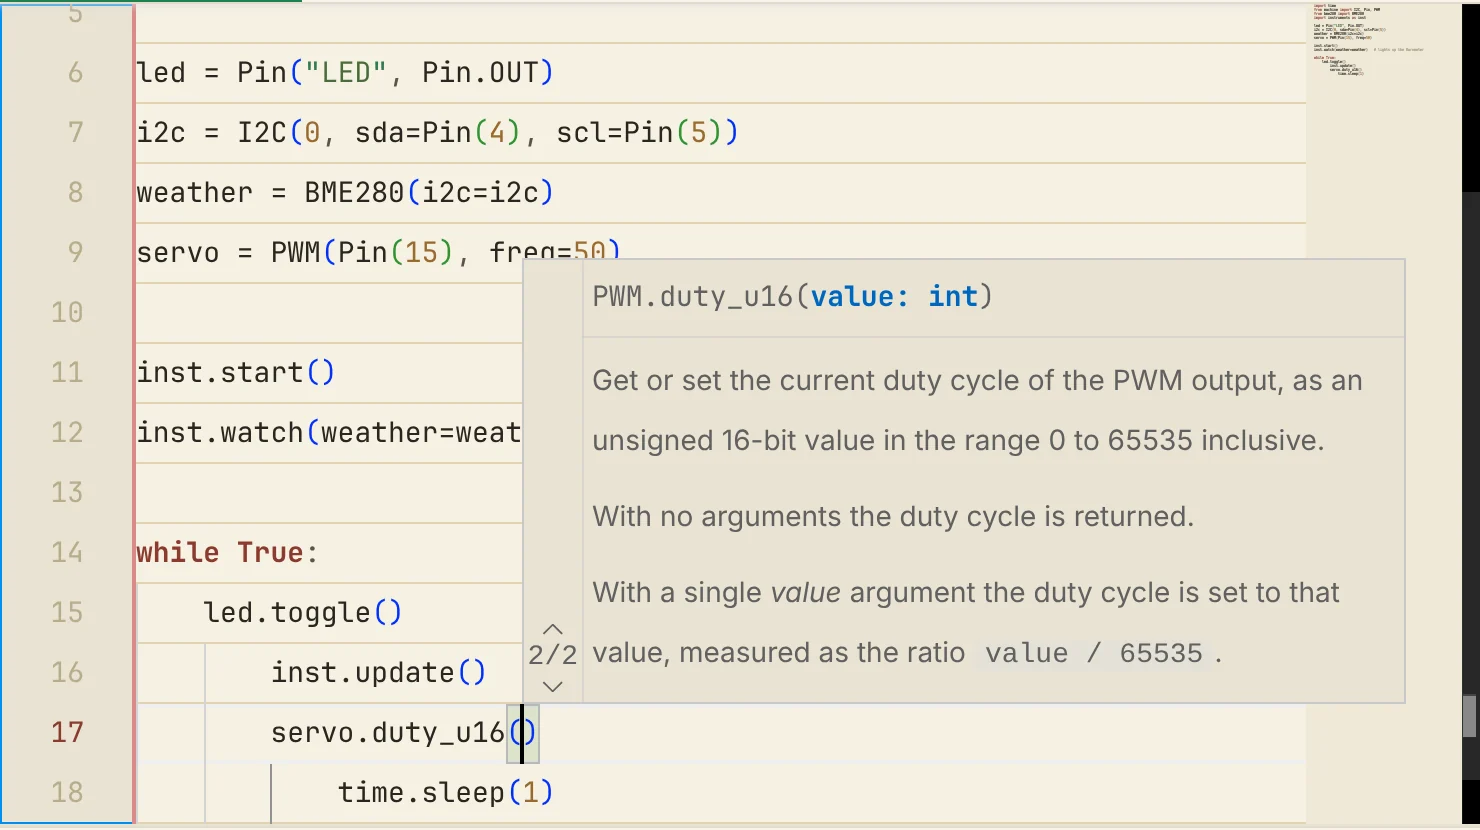 5
6 led = Pin("LED", Pin.OUT)
7 i2c = I2C(0, sda=Pin(4), scl=Pin(5))
8 weather = BME280(i2c=i2c)
9 servo = PWM(Pin(15), freq=50)
10
11 inst.start()
12 inst.watch(weather=weat
13
14 while True:
15 led.toggle()
16 inst.update()
17 servo.duty_u16()
18 time.sleep(1)
PWM.duty_u16(value: int)
Get or set the current duty cycle of the PWM output, as an
unsigned 16-bit value in the range 0 to 65535 inclusive.
With no arguments the duty cycle is returned.
With a single value argument the duty cycle is set to that
value, measured as the ratio value / 65535 .
2/2